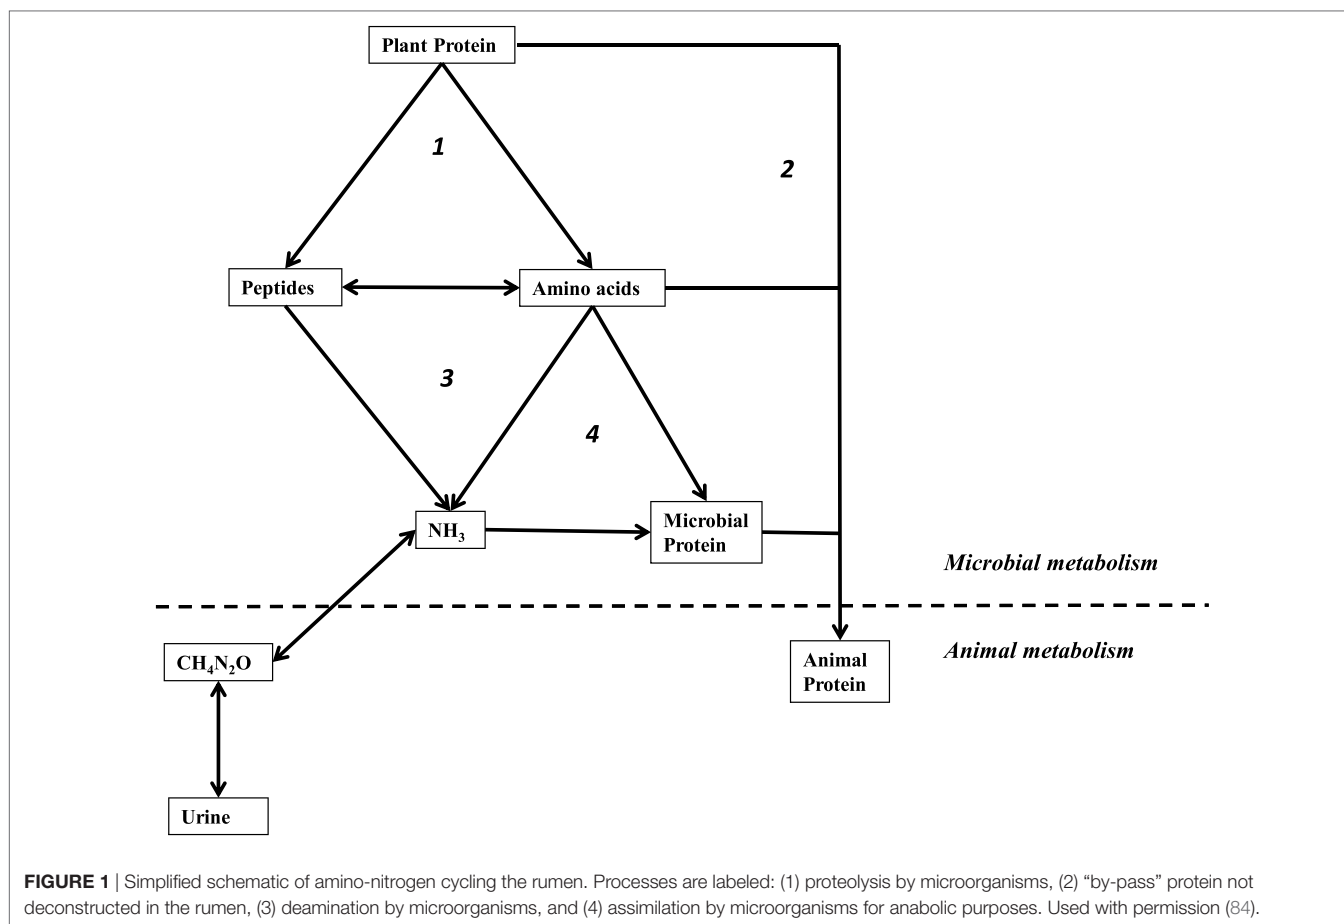 Plant Protein
1
2
Peptides
Amino acids
3
4
NH₃
Microbial
Protein
Microbial metabolism
CH₄N₂O
Animal
Protein
Animal metabolism
Urine
FIGURE 1 | Simplified schematic of amino-nitrogen cycling the rumen. Processes are labeled: (1) proteolysis by microorganisms, (2) “by-pass” protein not
deconstructed in the rumen, (3) deamination by microorganisms, and (4) assimilation by microorganisms for anabolic purposes. Used with permission (84).